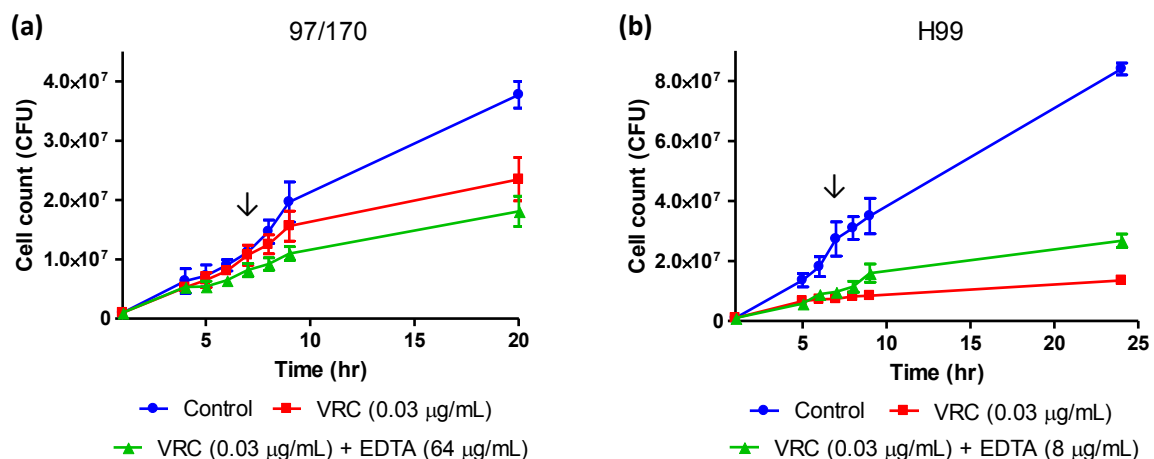 (a)
97/170
Cell count (CFU)
4.0×10⁷
3.0×10⁷
2.0×10⁷
1.0×10⁷
0
5
10
15
20
Time (hr)
Control
VRC (0.03 μg/mL)
VRC (0.03 μg/mL) + EDTA (64 μg/mL)
(b)
H99
Cell count (CFU)
8.0×10⁷
6.0×10⁷
4.0×10⁷
2.0×10⁷
0
5
10
15
20
25
Time (hr)
Control
VRC (0.03 μg/mL)
VRC (0.03 μg/mL) + EDTA (8 μg/mL)